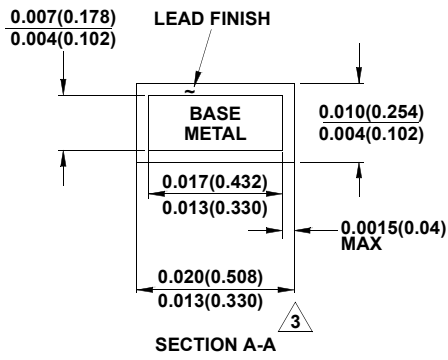 0.007(0.178)
0.004(0.102)
LEAD FINISH
~
BASE
METAL
0.010(0.254)
0.004(0.102)
0.017(0.432)
0.013(0.330)
0.0015(0.04)
MAX
0.020(0.508)
0.013(0.330)
3
SECTION A-A